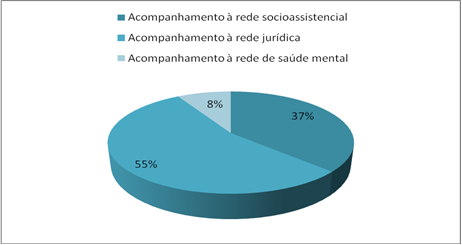 Acompanhamento à rede socioassistencial
Acompanhamento à rede jurídica
Acompanhamento à rede de saúde mental
8%
37%
55%